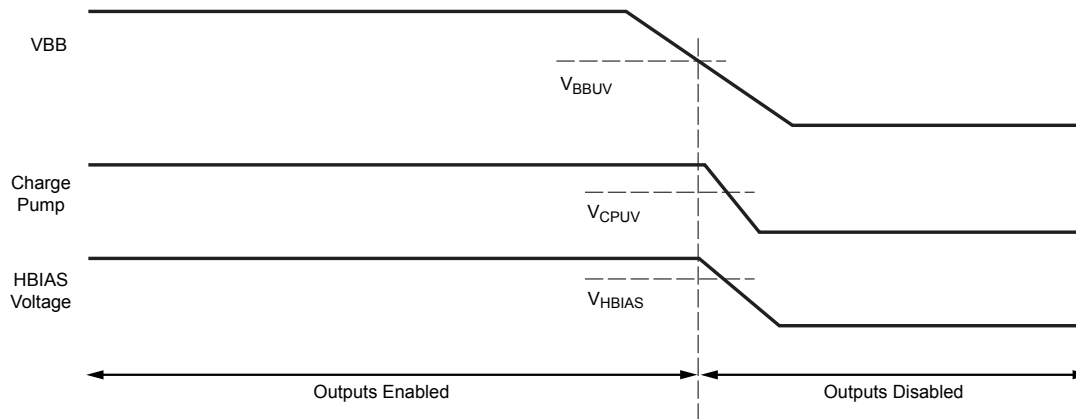 VBB
VBBUV
Charge
Pump
VCPUV
HBIAS
Voltage
VHBIAS
Outputs Enabled
Outputs Disabled